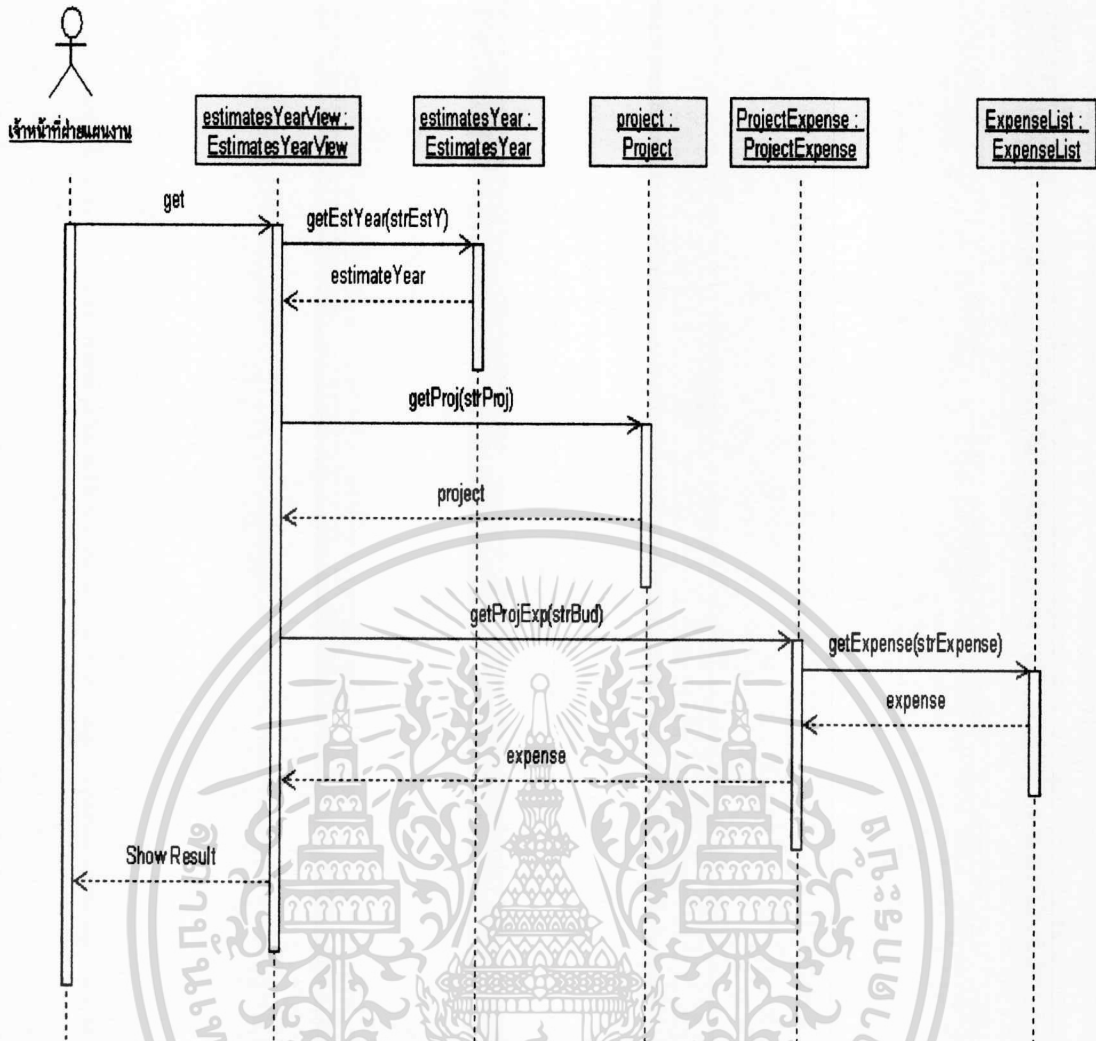 เจ้าหน้าที่ฝ่ายแผนงาน
estimatesYearView :
EstimatesYearView
estimatesYear :
EstimatesYear
project :
Project
ProjectExpense :
ProjectExpense
ExpenseList :
ExpenseList
get
getEstYear(strEstY)
estimateYear
getProj(strProj)
project
getProjExp(strBud)
getExpense(strExpense)
expense
expense
Show Result